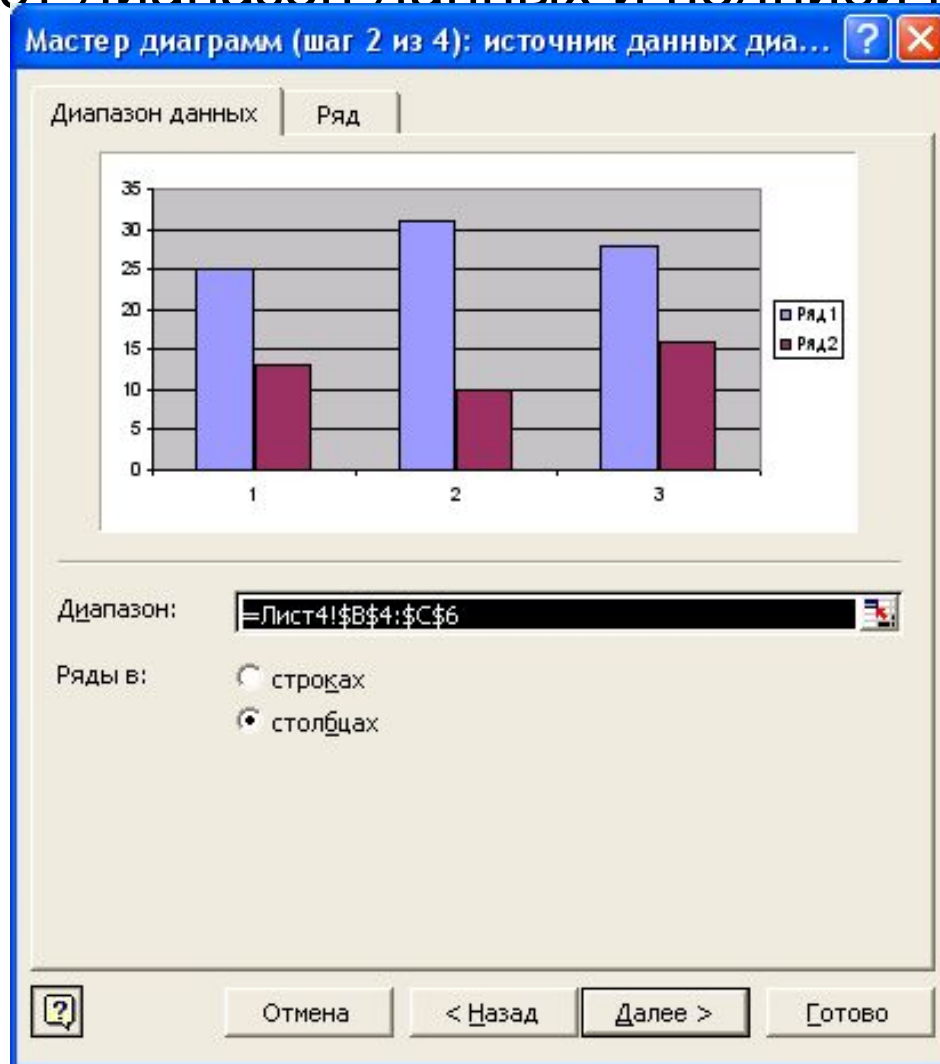 Мастер диаграмм (шаг 2 из 4): источник данных диа...
Диапазон данных Ряд
35
30
25
20
15
10
5
0
1 2 3
Ряд1
Ряд2
Диапазон: =Лист4!$B$4:$C$6
Ряды в: строках
столбцах
Отмена < Назад Далее > Готово